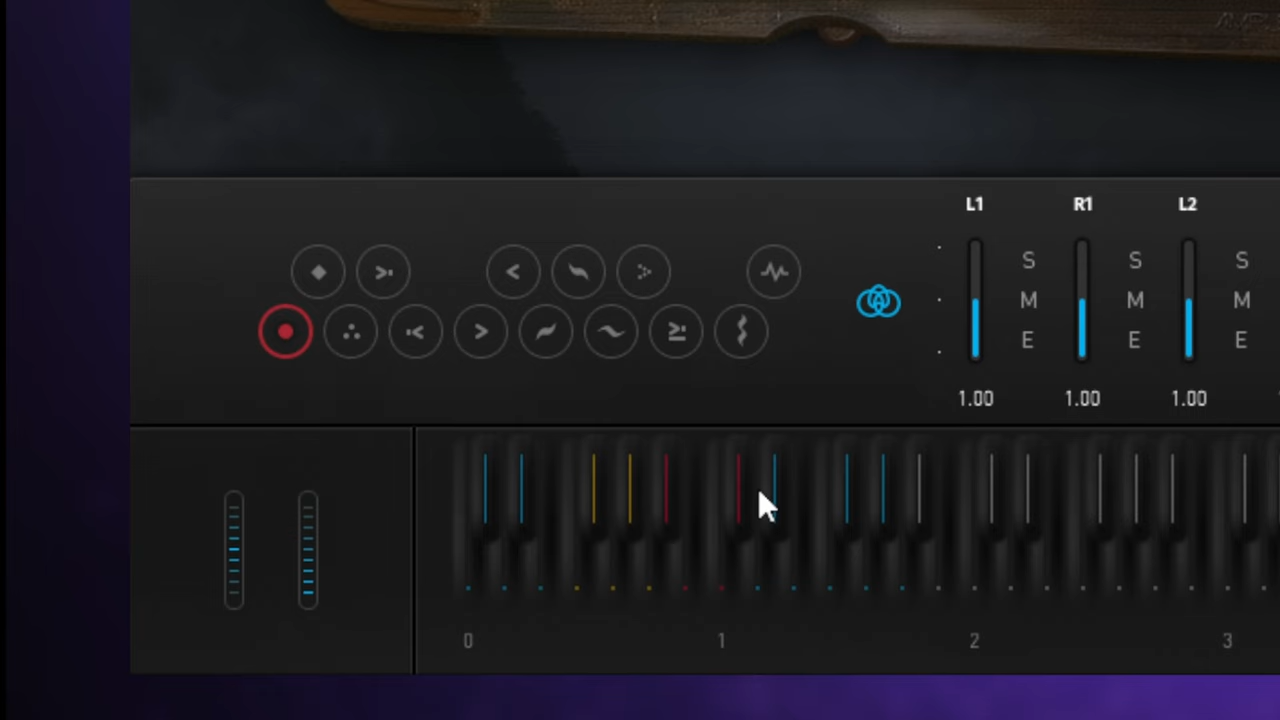 L1 R1 L2
S S S
M M M
E E E
1.00 1.00 1.00
0 1 2 3